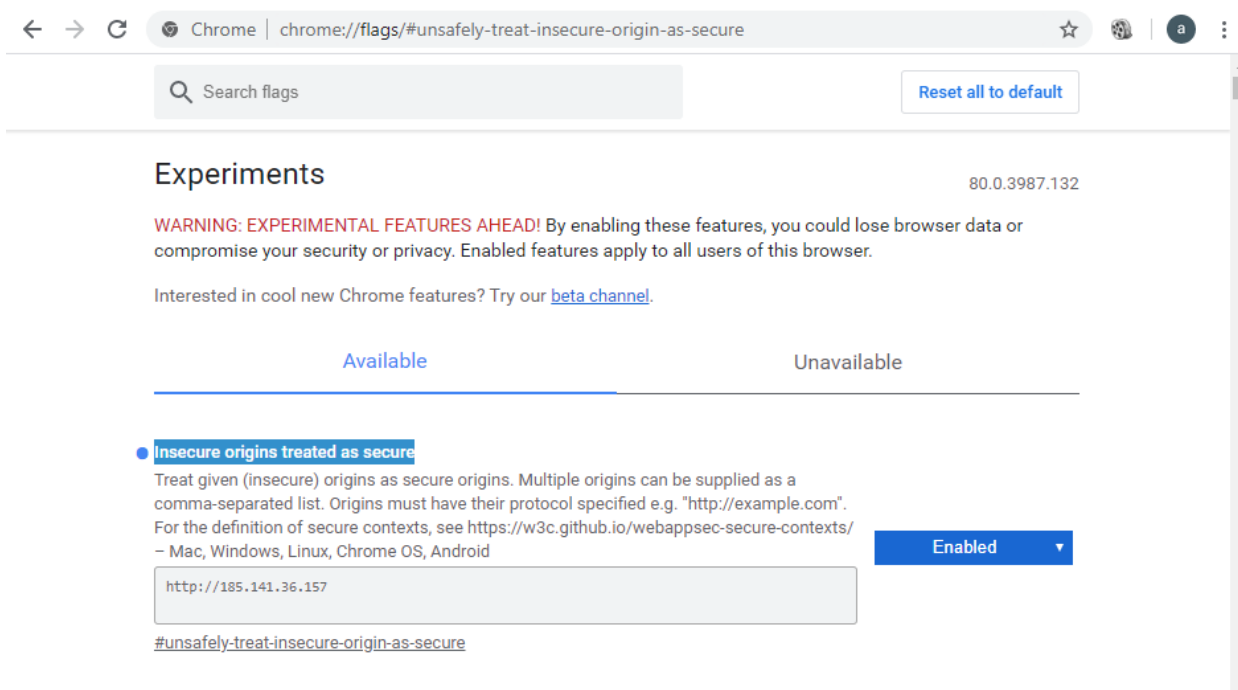 Chrome | chrome://flags/#unsafely-treat-insecure-origin-as-secure
a
Search flags
Reset all to default
Experiments
80.0.3987.132
WARNING: EXPERIMENTAL FEATURES AHEAD! By enabling these features, you could lose browser data or
compromise your security or privacy. Enabled features apply to all users of this browser.
Interested in cool new Chrome features? Try our beta channel.
Available
Unavailable
Insecure origins treated as secure
Treat given (insecure) origins as secure origins. Multiple origins can be supplied as a
comma-separated list. Origins must have their protocol specified e.g. "http://example.com".
For the definition of secure contexts, see https://w3c.github.io/webappsec-secure-contexts/
– Mac, Windows, Linux, Chrome OS, Android
Enabled
http://185.141.36.157
#unsafely-treat-insecure-origin-as-secure